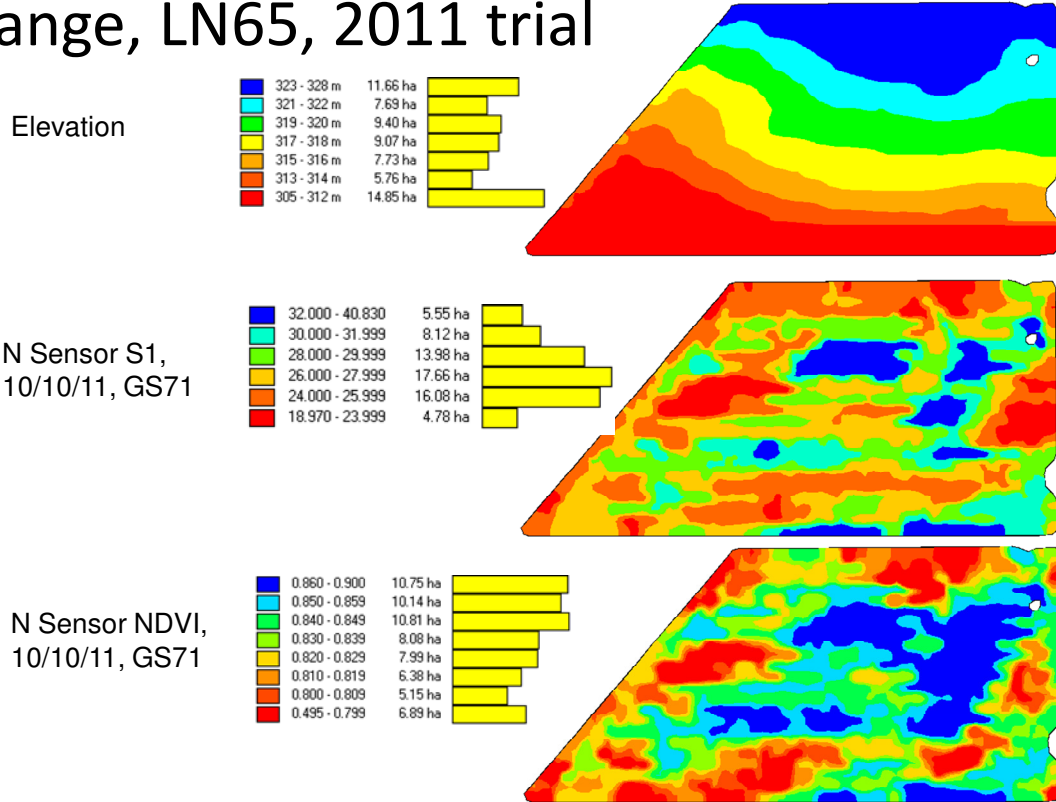 ange, LN65, 2011 trial
Elevation
323 - 328 m 11.66 ha
321 - 322 m 7.69 ha
319 - 320 m 9.40 ha
317 - 318 m 9.07 ha
315 - 316 m 7.73 ha
313 - 314 m 5.76 ha
305 - 312 m 14.85 ha
N Sensor S1,
10/10/11, GS71
32.000 - 40.830 5.55 ha
30.000 - 31.999 8.12 ha
28.000 - 29.999 13.98 ha
26.000 - 27.999 17.66 ha
24.000 - 25.999 16.08 ha
18.970 - 23.999 4.78 ha
N Sensor NDVI,
10/10/11, GS71
0.860 - 0.900 10.75 ha
0.850 - 0.859 10.14 ha
0.840 - 0.849 10.81 ha
0.830 - 0.839 8.08 ha
0.820 - 0.829 7.99 ha
0.810 - 0.819 6.38 ha
0.800 - 0.809 5.15 ha
0.495 - 0.799 6.89 ha